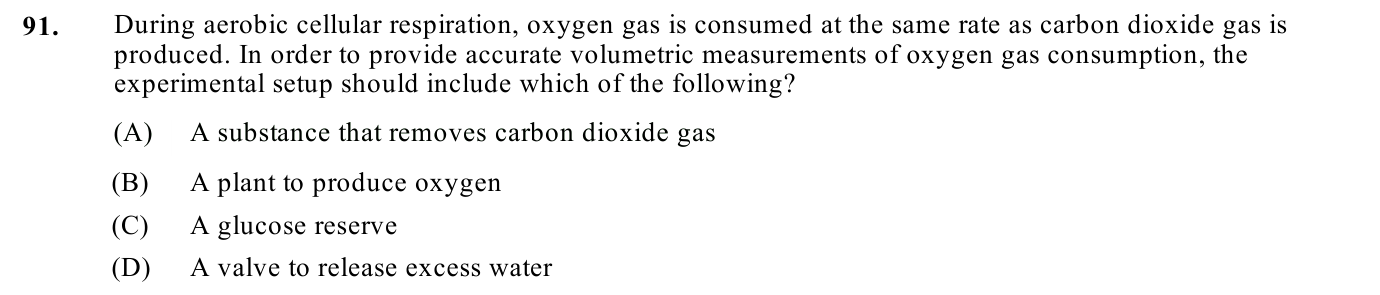 91. During aerobic cellular respiration, oxygen gas is consumed at the same rate as carbon dioxide gas is
produced. In order to provide accurate volumetric measurements of oxygen gas consumption, the
experimental setup should include which of the following?
(A) A substance that removes carbon dioxide gas
(B) A plant to produce oxygen
(C) A glucose reserve
(D) A valve to release excess water